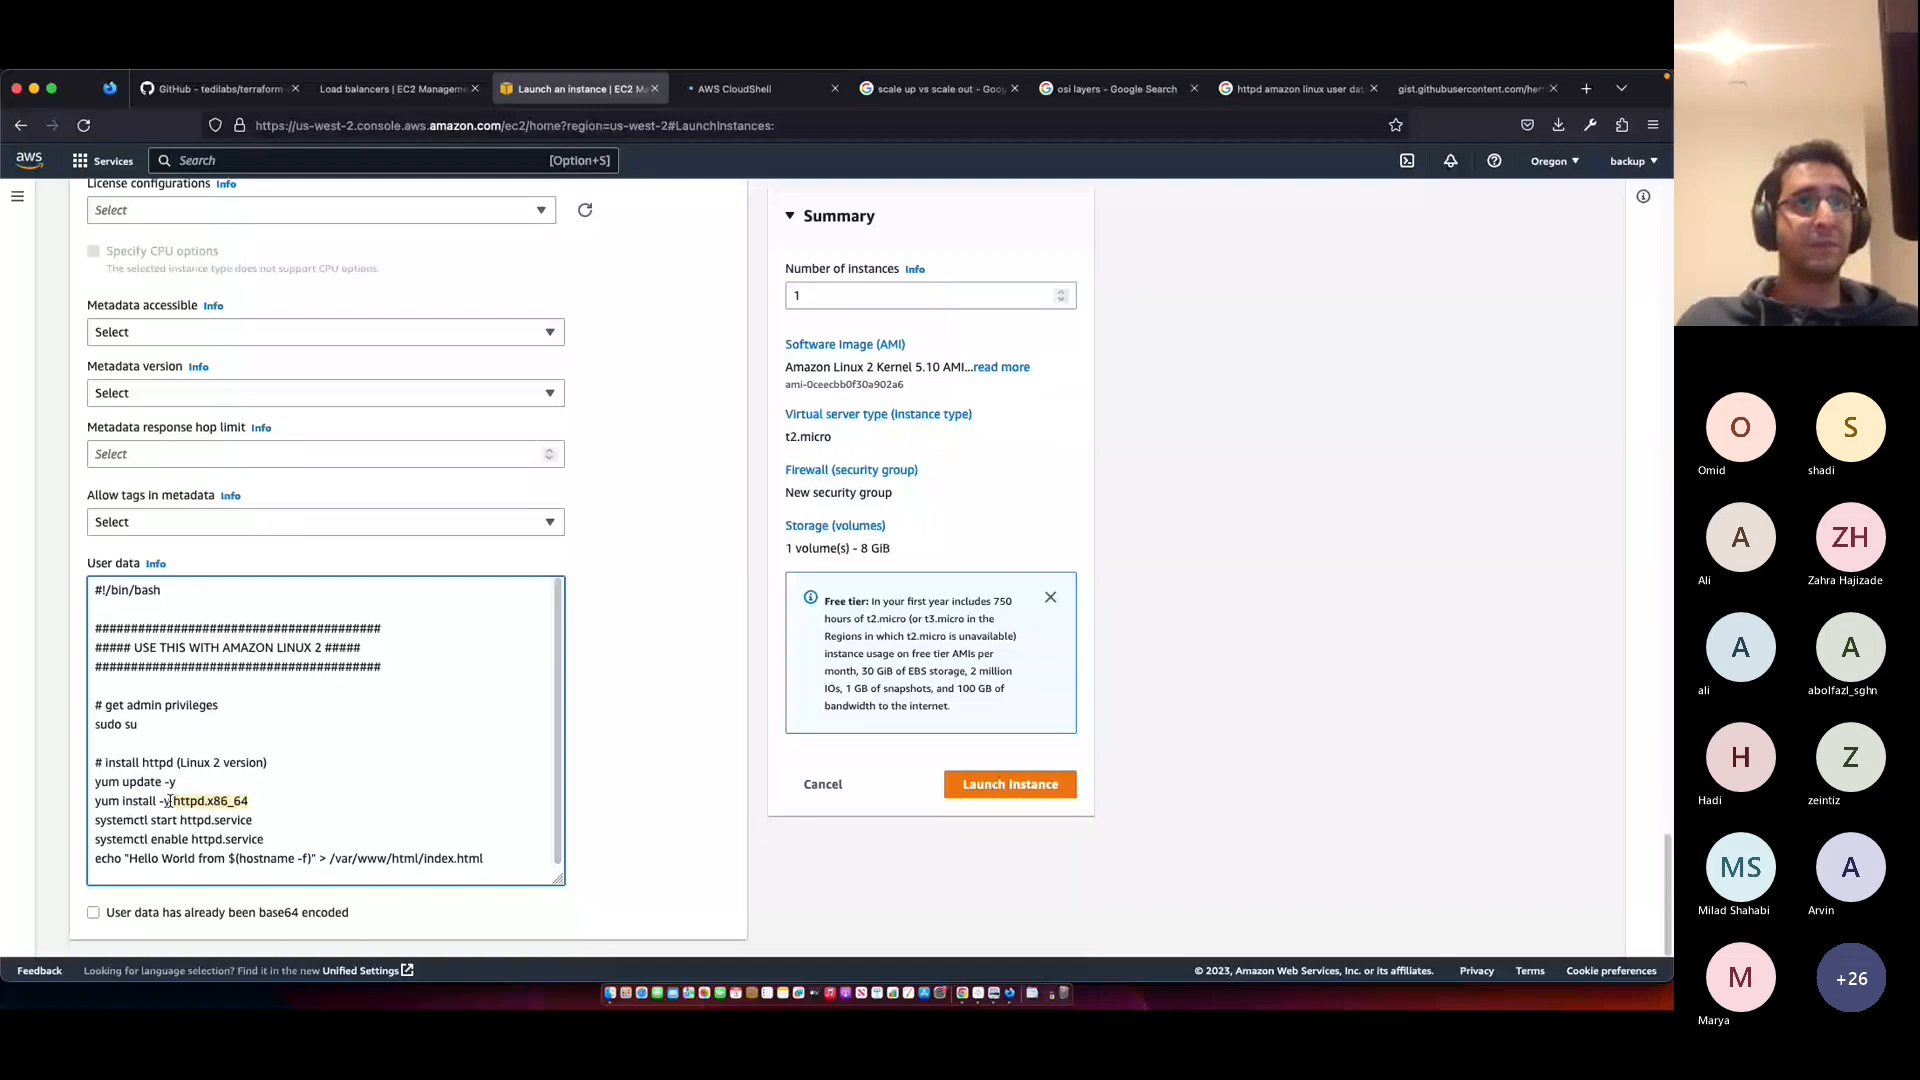 GitHub - tedilabs/terraform-
Load balancers | EC2 Manageme
Launch an instance | EC2 M
AWS CloudShell
scale up vs scale out - Goog
osi layers - Google Search
httpd amazon linux user dat
gist.githubusercontent.com/her
https://us-west-2.console.aws.amazon.com/ec2/home?region=us-west-2#LaunchInstances:
aws
Services
Search
[Option+S]
Oregon
backup
License configurations Info
Select
Specify CPU options
The selected instance type does not support CPU options.
Metadata accessible Info
Select
Metadata version Info
Select
Metadata response hop limit Info
Select
Allow tags in metadata Info
Select
User data Info
#!/bin/bash
########################################
##### USE THIS WITH AMAZON LINUX 2 #####
########################################
# get admin privileges
sudo su
# install httpd (Linux 2 version)
yum update -y
yum install -y httpd.x86_64
systemctl start httpd.service
systemctl enable httpd.service
echo "Hello World from $(hostname -f)" > /var/www/html/index.html
User data has already been base64 encoded
Summary
Number of instances Info
1
Software Image (AMI)
Amazon Linux 2 Kernel 5.10 AMI...read more
ami-0ceecbb0f30a902a6
Virtual server type (instance type)
t2.micro
Firewall (security group)
New security group
Storage (volumes)
1 volume(s) - 8 GiB
Free tier: In your first year includes 750
hours of t2.micro (or t3.micro in the
Regions in which t2.micro is unavailable)
instance usage on free tier AMIs per
month, 30 GiB of EBS storage, 2 million
IOs, 1 GB of snapshots, and 100 GB of
bandwidth to the internet.
Cancel
Launch instance
Feedback
Looking for language selection? Find it in the new Unified Settings
© 2023, Amazon Web Services, Inc. or its affiliates.
Privacy
Terms
Cookie preferences
O
S
Omid
shadi
A
ZH
Ali
Zahra Hajizade
A
A
ali
abolfazl_sghn
H
Z
Hadi
zeintiz
MS
A
Milad Shahabi
Arvin
M
+26
Marya